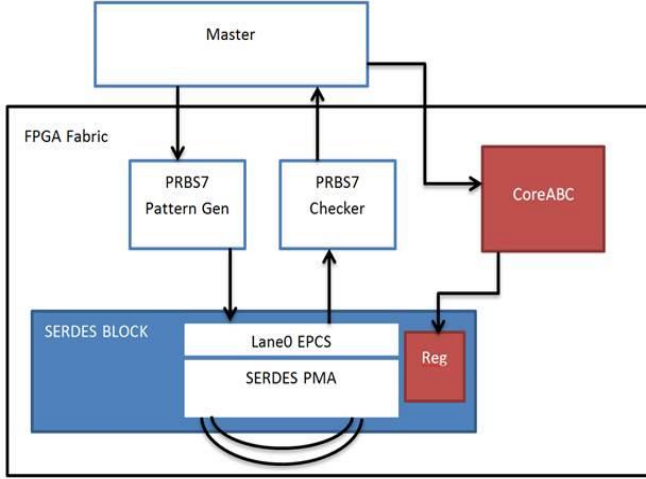 Master
FPGA Fabric
PRBS7
Pattern Gen
PRBS7
Checker
CoreABC
SERDES BLOCK
Lane0 EPCS
Reg
SERDES PMA